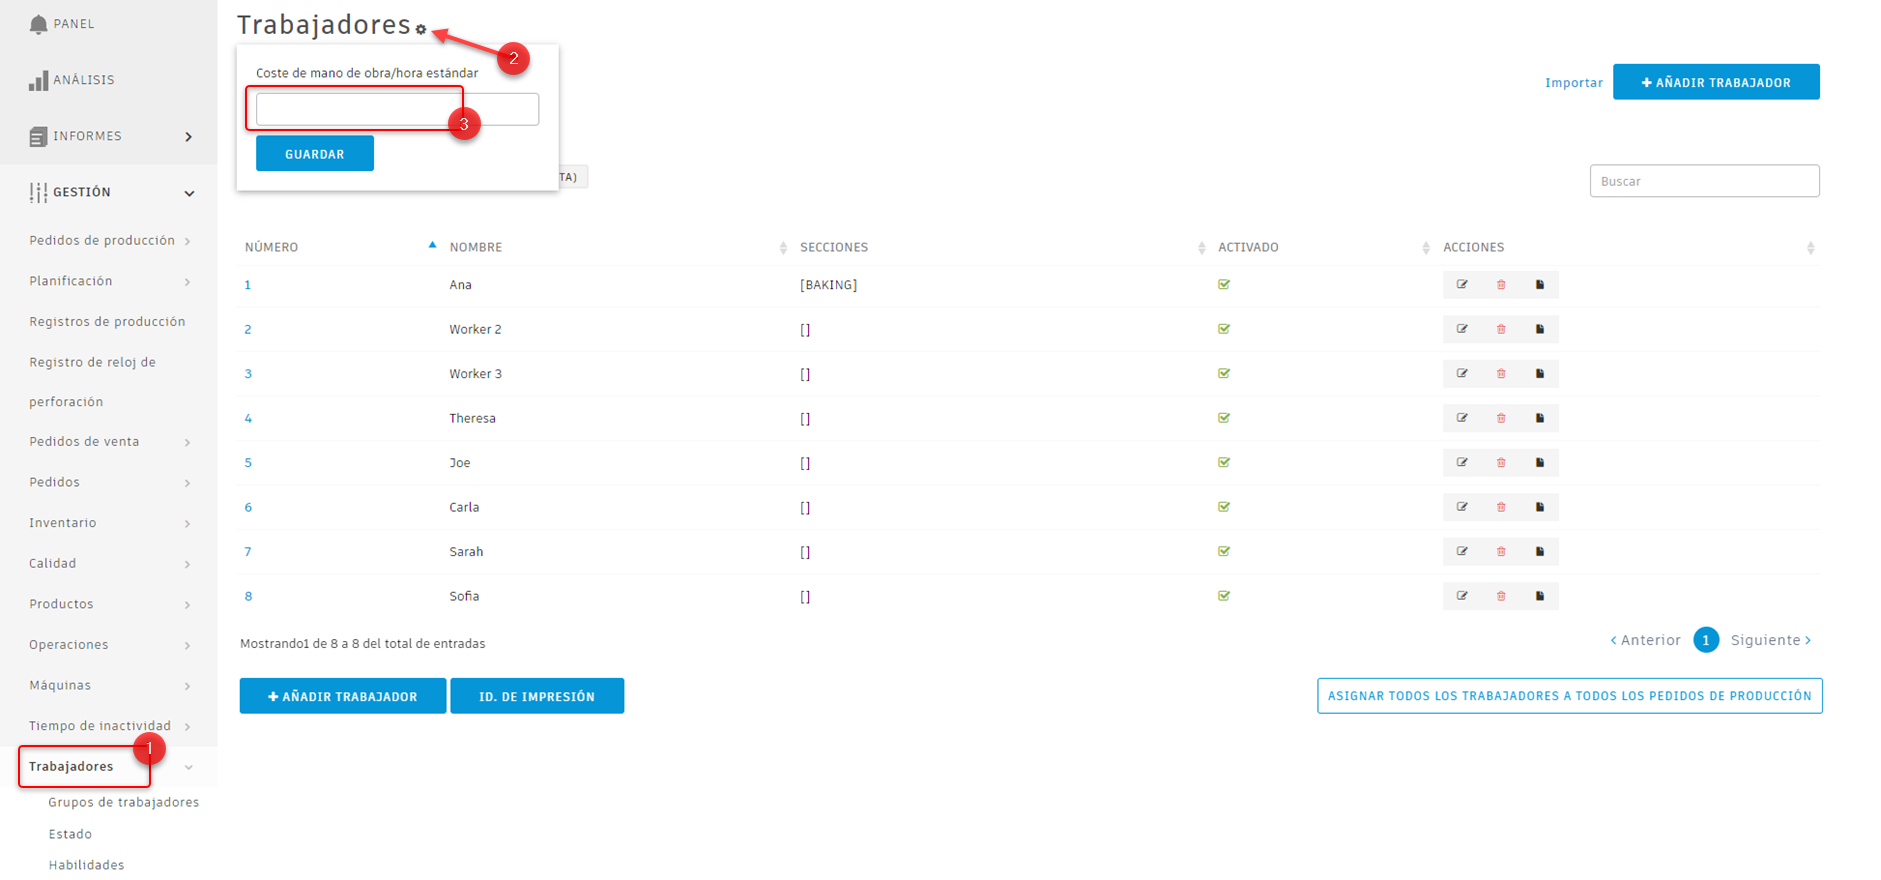 PANEL
ANÁLISIS
INFORMES
GESTIÓN
Pedidos de producción
Planificación
Registros de producción
Registro de reloj de
perforación
Pedidos de venta
Pedidos
Inventario
Calidad
Productos
Operaciones
Máquinas
Tiempo de inactividad
1
Trabajadores
Grupos de trabajadores
Estado
Habilidades
Trabajadores
2
Coste de mano de obra/hora estándar
3
GUARDAR
TA)
Importar
+ AÑADIR TRABAJADOR
Buscar
NÚMERO NOMBRE SECCIONES ACTIVADO ACCIONES
1 Ana [BAKING]
2 Worker 2 []
3 Worker 3 []
4 Theresa []
5 Joe []
6 Carla []
7 Sarah []
8 Sofia []
Mostrando1 de 8 a 8 del total de entradas
< Anterior 1 Siguiente >
+ AÑADIR TRABAJADOR
ID. DE IMPRESIÓN
ASIGNAR TODOS LOS TRABAJADORES A TODOS LOS PEDIDOS DE PRODUCCIÓN